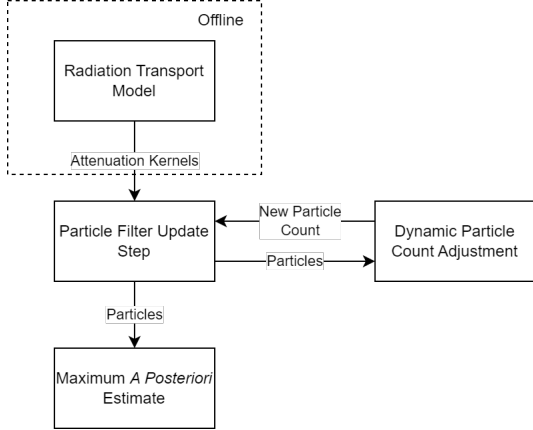 Offline
Radiation Transport
Model
Attenuation Kernels
Particle Filter Update
Step
New Particle
Count
Particles
Dynamic Particle
Count Adjustment
Particles
Maximum A Posteriori
Estimate